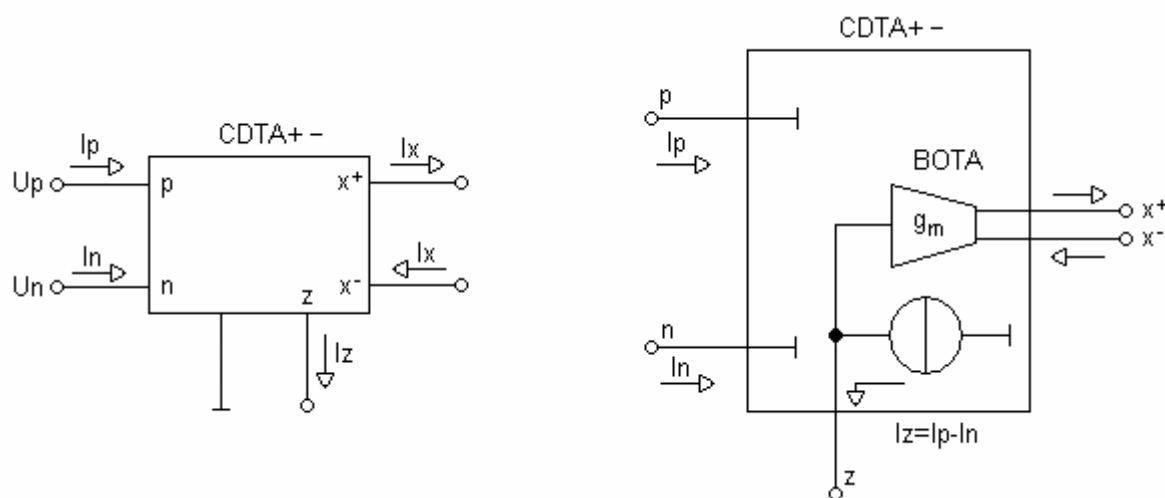 CDTA+ -
Ip
Ix
Up
p
x+
In
Ix
Un
n
z
x-
Iz
CDTA+ -
p
Ip
BOTA
gm
x+
x-
n
In
Iz=Ip-In
z